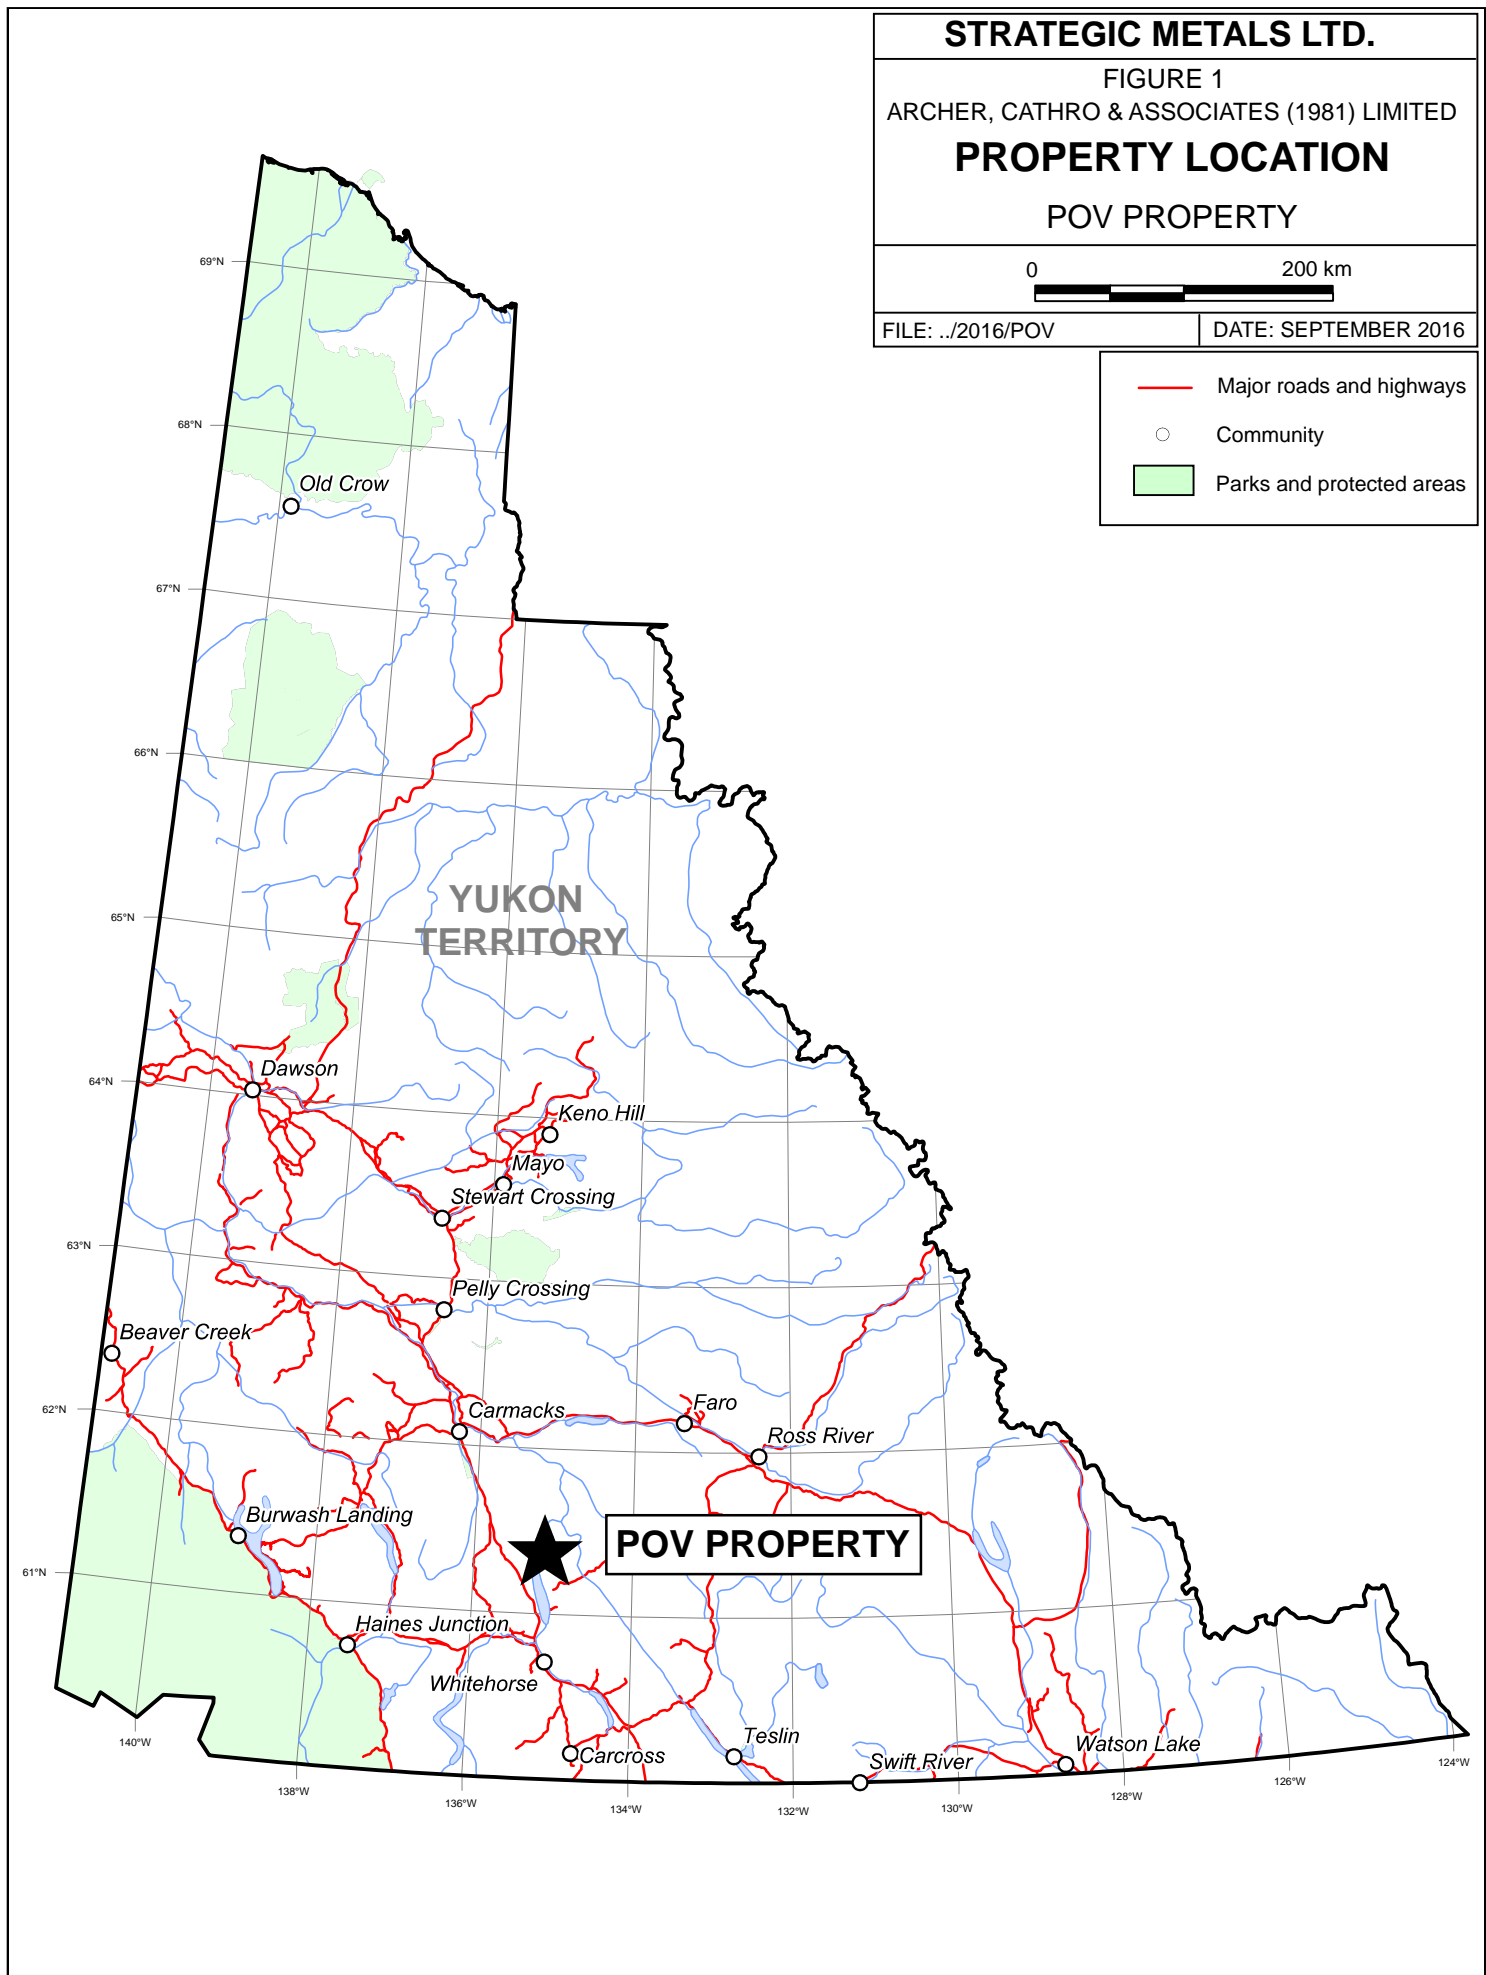 STRATEGIC METALS LTD.
FIGURE 1
ARCHER, CATHRO & ASSOCIATES (1981) LIMITED
PROPERTY LOCATION
POV PROPERTY
0 200 km
FILE: ../2016/POV DATE: SEPTEMBER 2016
Major roads and highways
Community
Parks and protected areas
69°N
68°N
Old Crow
67°N
66°N
YUKON
65°N
TERRITORY
Dawson
64°N
Keno Hill
Mayo
Stewart Crossing
63°N
Pelly Crossing
Beaver Creek
Faro
62°N
Carmacks
Ross River
Burwash Landing
POV PROPERTY
61°N
Haines Junction
Whitehorse
Teslin
140°W
Watson Lake
Carcross
124°W
Swift River
126°W
138°W
128°W
136°W
134°W
132°W
130°W